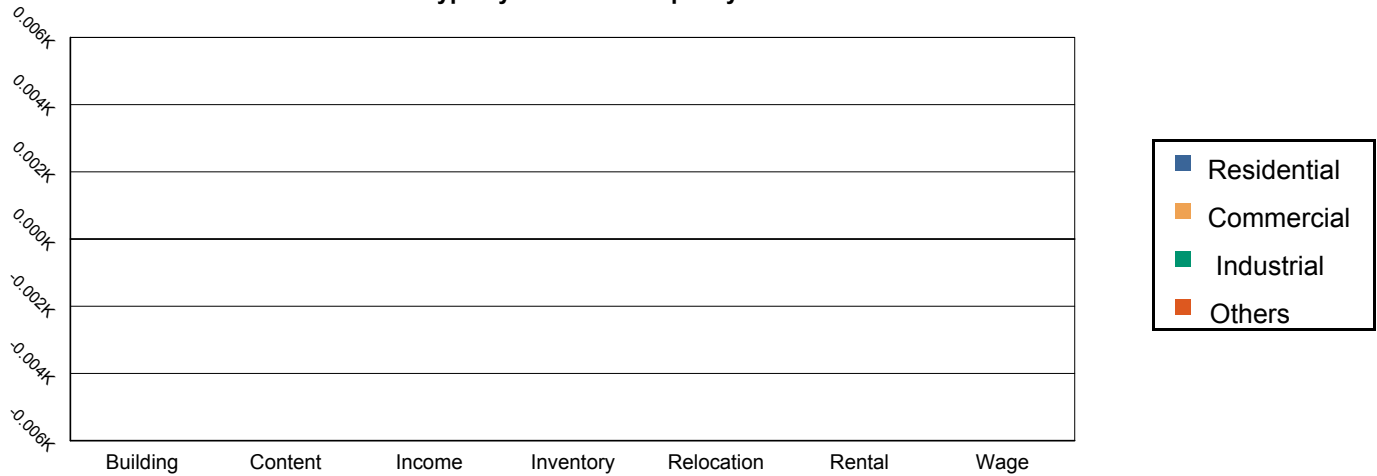 0.006K
0.004K
0.002K
0.000K
-0.002K
-0.004K
-0.006K
Building Content Income Inventory Relocation Rental Wage
Residential
Commercial
Industrial
Others